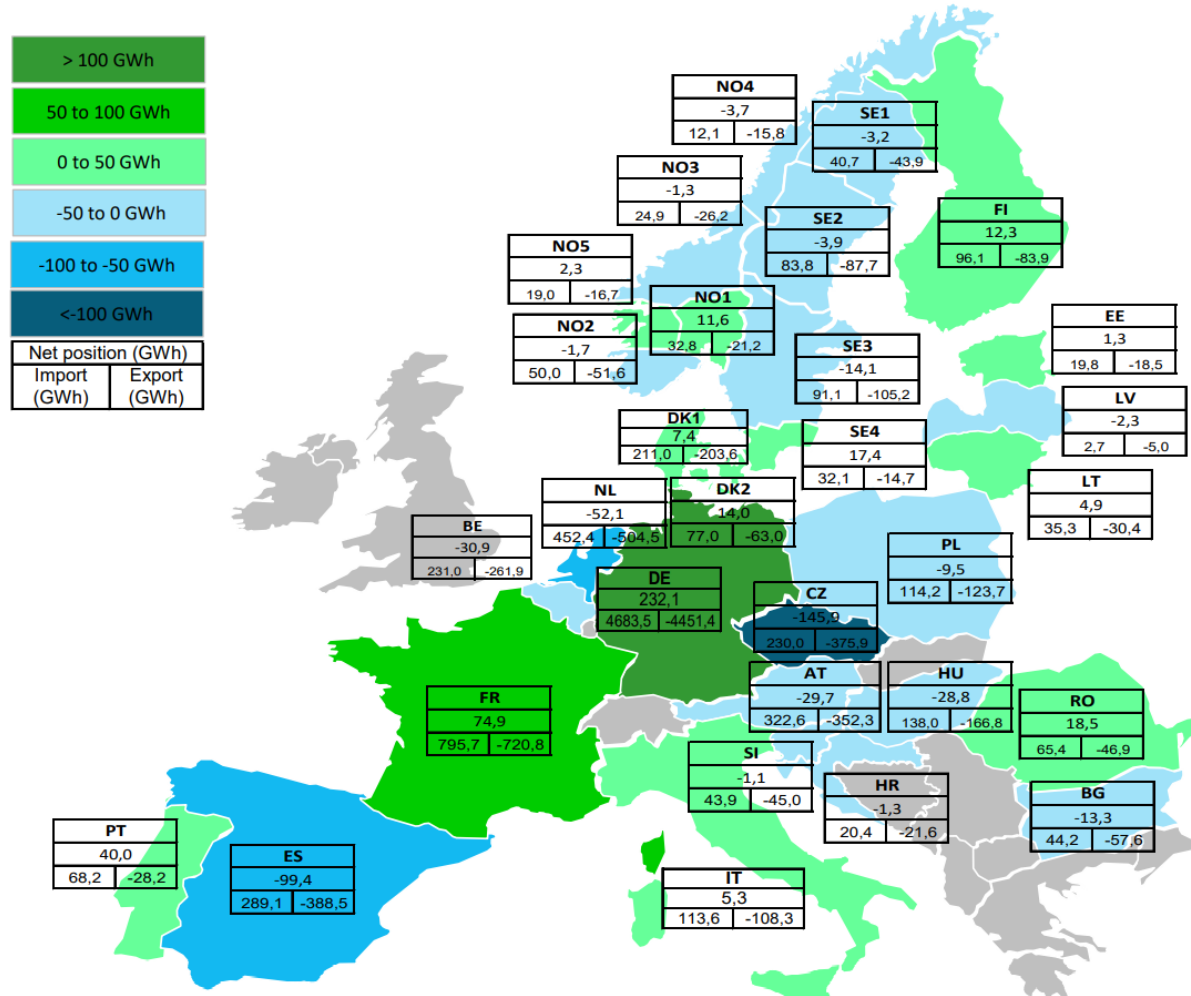 > 100 GWh
50 to 100 GWh
0 to 50 GWh
-50 to 0 GWh
-100 to -50 GWh
<-100 GWh
Net position (GWh)
Import (GWh) Export (GWh)
NO4
-3,7
12,1 -15,8
SE1
-3,2
40,7 -43,9
NO3
-1,3
24,9 -26,2
SE2
-3,9
83,8 -87,7
FI
12,3
96,1 -83,9
NO5
2,3
19,0 -16,7
NO1
11,6
32,8 -21,2
NO2
-1,7
50,0 -51,6
EE
1,3
19,8 -18,5
SE3
-14,1
91,1 -105,2
LV
-2,3
2,7 -5,0
DK1
7,4
211,0 -203,6
SE4
17,4
32,1 -14,7
LT
4,9
35,3 -30,4
NL
-52,1
452,4 -504,5
DK2
14,0
77,0 -63,0
BE
-30,9
231,0 -261,9
PL
-9,5
114,2 -123,7
DE
232,1
4683,5 -4451,4
CZ
-145,9
230,0 -375,9
AT
-29,7
322,6 -352,3
HU
-28,8
138,0 -166,8
FR
74,9
795,7 -720,8
RO
18,5
65,4 -46,9
SI
-1,1
43,9 -45,0
HR
-1,3
20,4 -21,6
BG
-13,3
44,2 -57,6
PT
40,0
68,2 -28,2
ES
-99,4
289,1 -388,5
IT
5,3
113,6 -108,3